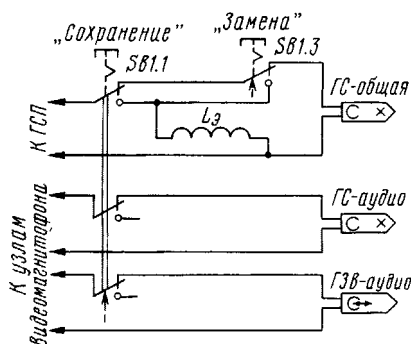 „Сохранение"
„Замена"
SB1.1
SB1.3
ГС-общая
К ГСП
Lэ
ГС-аудио
К узлам
видеомагнитофона
ГЗВ-аудио